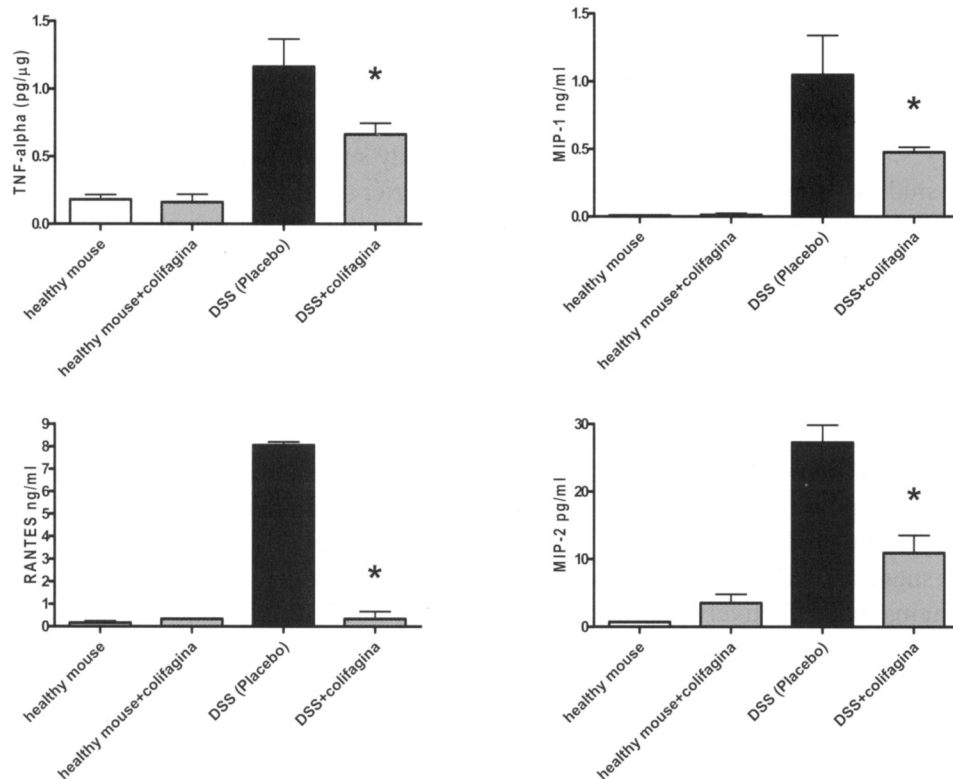 TNF-alpha (pg/μg)
1.5
1.0
0.5
0.0
*
healthy mouse
healthy mouse+colifagina
DSS (Placebo)
DSS+colifagina
MIP-1 ng/ml
1.5
1.0
0.5
0.0
*
healthy mouse
healthy mouse+colifagina
DSS (Placebo)
DSS+colifagina
RANTES ng/ml
9
8
7
6
5
4
3
2
1
0
*
healthy mouse
healthy mouse+colifagina
DSS (Placebo)
DSS+colifagina
MIP-2 pg/ml
30
20
10
0
*
healthy mouse
healthy mouse+colifagina
DSS (Placebo)
DSS+colifagina